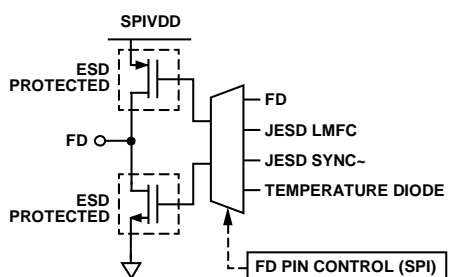 SPIVDD
ESD
PROTECTED
FD
ESD
PROTECTED
FD
JESD LMFC
JESD SYNC~
TEMPERATURE DIODE
FD PIN CONTROL (SPI)